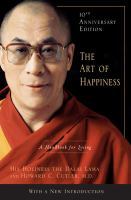 10TH ANNIVERSARY
EDITION
THE
ART OF
HAPPINESS
A Handbook for Living
HIS HOLINESS THE DALAI LAMA
AND HOWARD C. CUTLER, M.D.
WITH A NEW INTRODUCTION